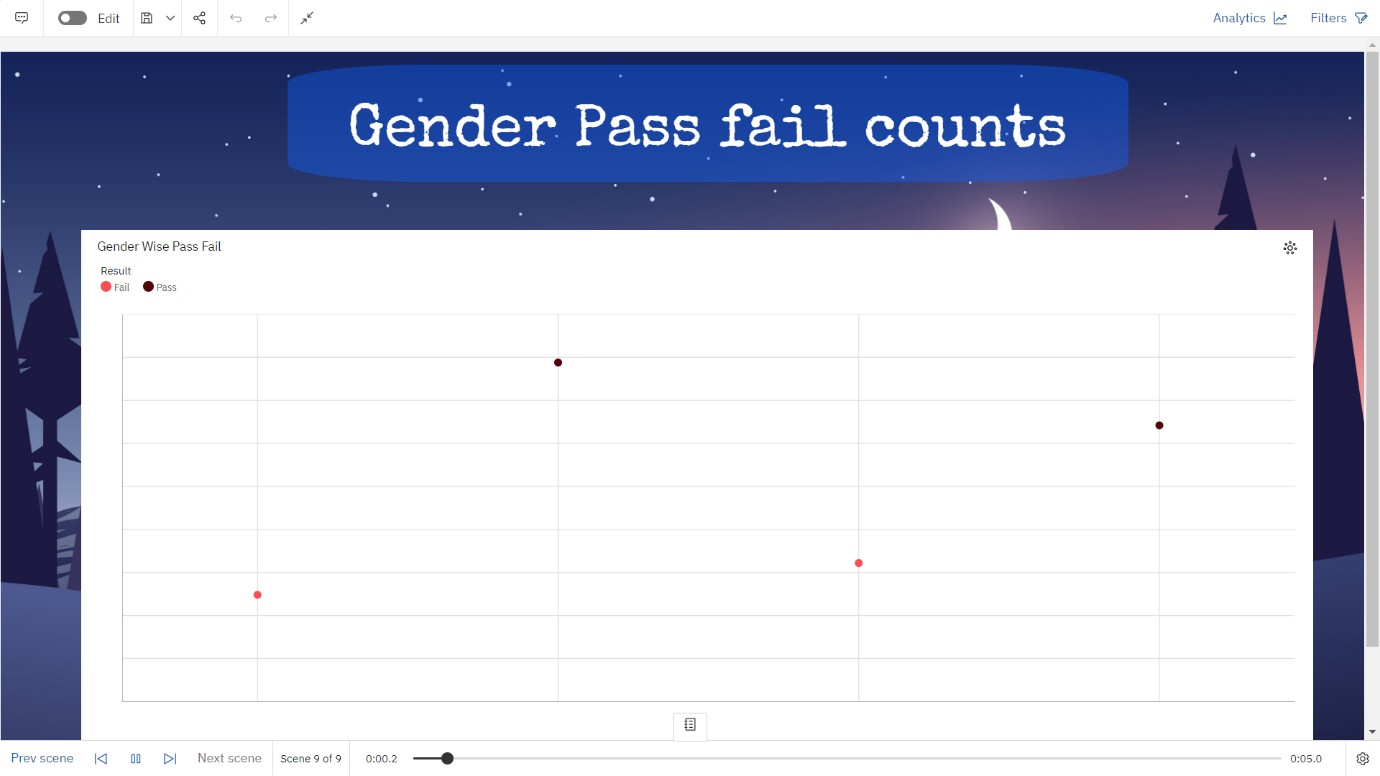 Edit
Analytics
Filters
Gender Pass fail counts
Gender Wise Pass Fail
Result
Fail Pass
Prev scene
Next scene
Scene 9 of 9
0:00.2
0:05.0